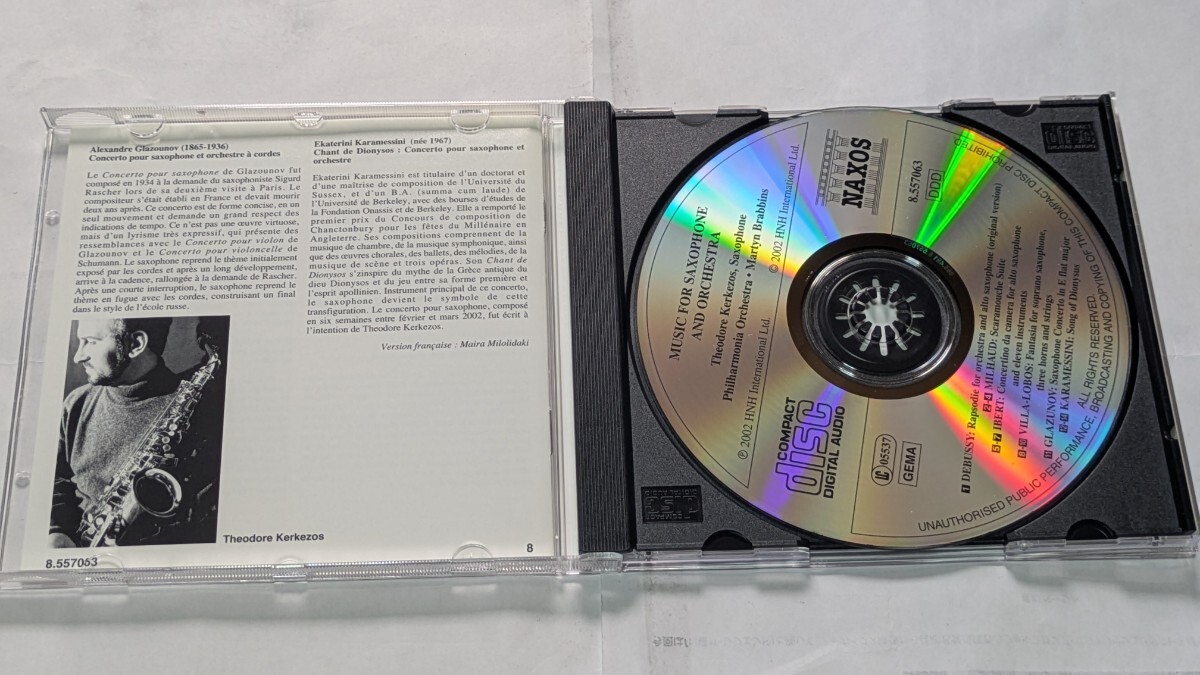 Alexandre Glazounov (1865-1936)
Concerto pour saxophone et orchestre à cordes
Le Concerto pour saxophone de Glazounov fut
composé en 1934 à la demande du saxophoniste Sigurd
Rascher lors de sa deuxième visite à Paris. Le
compositeur s'était établi en France et devait mourir
deux ans après. Ce concerto est de forme concise, en un
seul mouvement et demande un grand respect des
indications de tempo. Ce n'est pas une œuvre virtuose,
mais d'un lyrisme très expressif, qui présente des
ressemblances avec le Concerto pour violon de
Glazounov et le Concerto pour violoncelle de
Schumann. Le saxophone reprend le thème initialement
exposé par les cordes et après un long développement,
arrive à la cadence, rallongée à la demande de Rascher.
Après une courte interruption, le saxophone reprend le
thème en fugue avec les cordes, construisant un final
dans le style de l'école russe.
Ekaterini Karamessini (née 1967)
Chant de Dionysos : Concerto pour saxophone et
orchestre
Ekaterini Karamessini est titulaire d'un doctorat et
d'une maîtrise de composition de l'Université du
Sussex, et d'un B.A. (summa cum laude) de
l'Université de Berkeley, avec des bourses d'études de
la Fondation Onassis et de Berkeley. Elle a remporté le
premier prix du Concours de composition de
Chanctonbury pour les fêtes du Millénaire en
Angleterre. Ses compositions comprennent de la
musique de chambre, de la musique symphonique, ainsi
que des œuvres chorales, des ballets, des mélodies, de la
musique de scène et trois opéras. Son Chant de
Dionysos s'inspire du mythe de la Grèce antique du
dieu Dionysos et du jeu entre sa forme première et
l'esprit apollinien. Instrument principal de ce concerto,
le saxophone devient le symbole de cette
transfiguration. Le concerto pour saxophone, composé
en six semaines entre février et mars 2002, fut écrit à
l'intention de Theodore Kerkezos.
Version française : Maira Milolidaki
Theodore Kerkezos
8.557063
8
NAXOS
8.557063
DDD
MUSIC FOR SAXOPHONE
AND ORCHESTRA
Theodore Kerkezos, Saxophone
Philharmonia Orchestra • Martyn Brabbins
℗ 2002 HNH International Ltd.
© 2002 HNH International Ltd.
COMPACT
disc
DIGITAL AUDIO
LC 05537
GEMA
1 DEBUSSY: Rapsodie for orchestra and alto saxophone (original version)
2-4 MILHAUD: Scaramouche Suite
5-7 IBERT: Concertino da camera for alto saxophone
and eleven instruments
8-10 VILLA-LOBOS: Fantasia for soprano saxophone,
three horns and strings
11 GLAZUNOV: Saxophone Concerto in E flat major
KARAMESSINI: Song of Dionysus
ALL RIGHTS RESERVED.
UNAUTHORISED PUBLIC PERFORMANCE, BROADCASTING AND COPYING OF THIS COMPACT DISC PROHIBITED